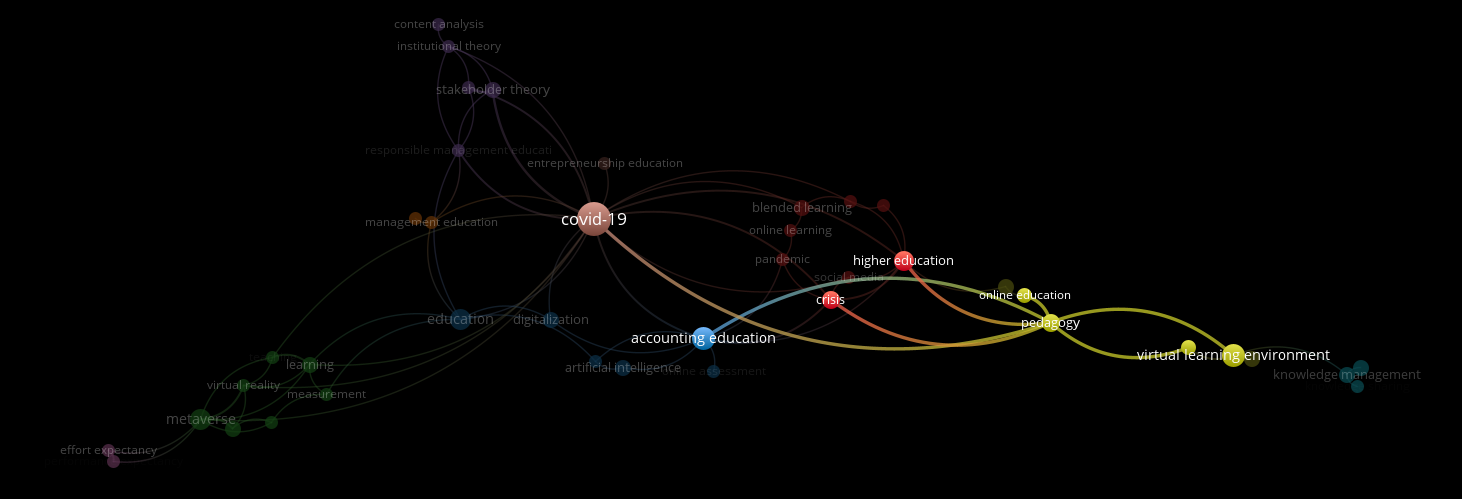 content analysis
institutional theory
stakeholder theory
responsible management educati
entrepreneurship education
management education
covid-19
blended learning
online learning
pandemic
higher education
social media
crisis
online education
pedagogy
education
digitalization
accounting education
virtual learning environment
artificial intelligence
learning
knowledge management
virtual reality
measurement
metaverse
effort expectancy